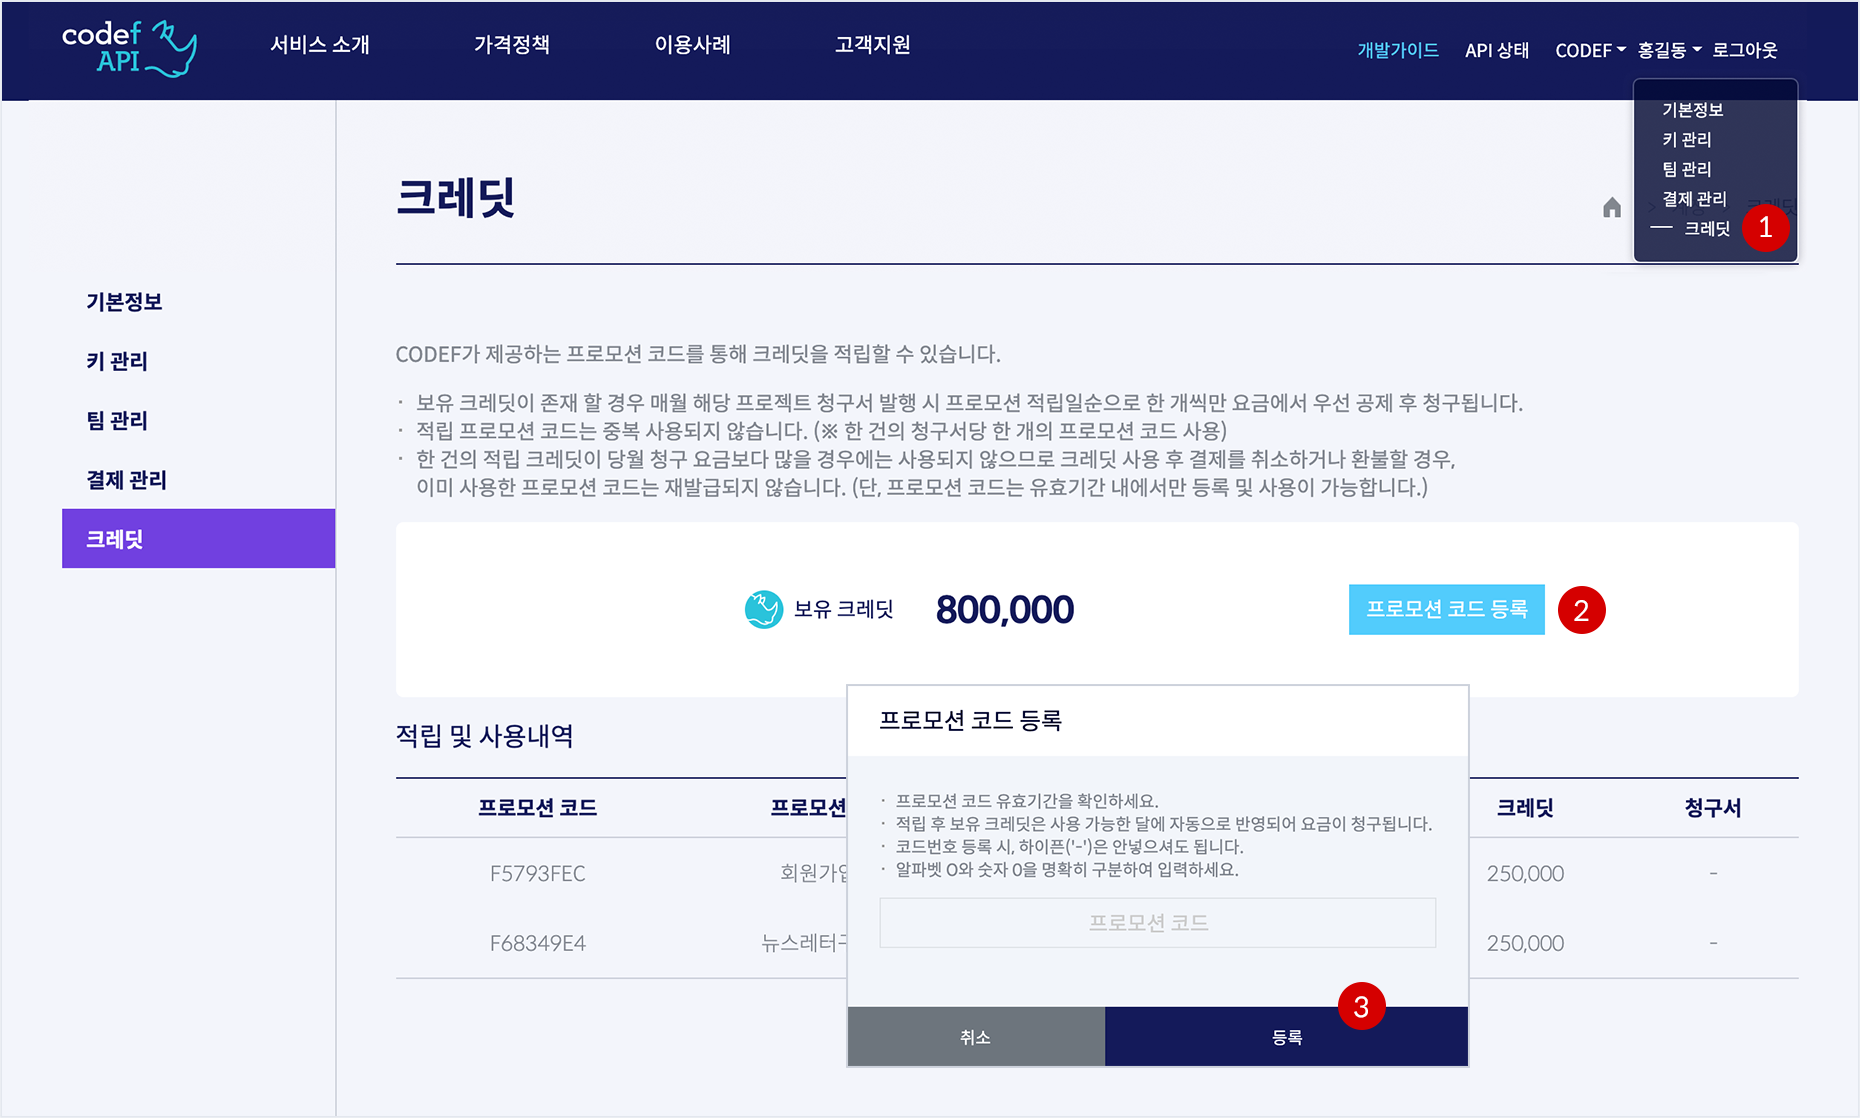 codef
API
서비스 소개
가격정책
이용사례
고객지원
개발가이드
API 상태
CODEF
홍길동
로그아웃
기본정보
키 관리
팀 관리
결제 관리
크레딧
1
크레딧
기본정보
키 관리
팀 관리
결제 관리
크레딧
CODEF가 제공하는 프로모션 코드를 통해 크레딧을 적립할 수 있습니다.
· 보유 크레딧이 존재 할 경우 매월 해당 프로젝트 청구서 발행 시 프로모션 적립일순으로 한 개씩만 요금에서 우선 공제 후 청구됩니다.
· 적립 프로모션 코드는 중복 사용되지 않습니다. (※ 한 건의 청구서당 한 개의 프로모션 코드 사용)
· 한 건의 적립 크레딧이 당월 청구 요금보다 많을 경우에는 사용되지 않으므로 크레딧 사용 후 결제를 취소하거나 환불할 경우,
이미 사용한 프로모션 코드는 재발급되지 않습니다. (단, 프로모션 코드는 유효기간 내에서만 등록 및 사용이 가능합니다.)
보유 크레딧
800,000
프로모션 코드 등록
2
적립 및 사용내역
프로모션 코드
프로모션
크레딧
청구서
F5793FEC
회원가입
250,000
-
F68349E4
뉴스레터
250,000
-
프로모션 코드 등록
· 프로모션 코드 유효기간을 확인하세요.
· 적립 후 보유 크레딧은 사용 가능한 달에 자동으로 반영되어 요금이 청구됩니다.
· 코드번호 등록 시, 하이픈('-')은 안넣으셔도 됩니다.
· 알파벳 O와 숫자 0을 명확히 구분하여 입력하세요.
프로모션 코드
3
취소
등록